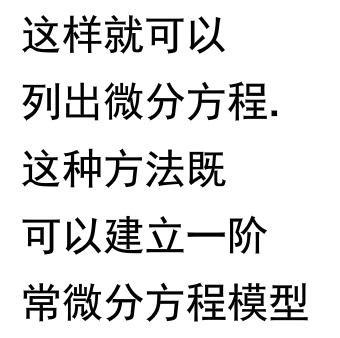 这样就可以
列出微分方程.
这种方法既
可以建立一阶
常微分方程模型